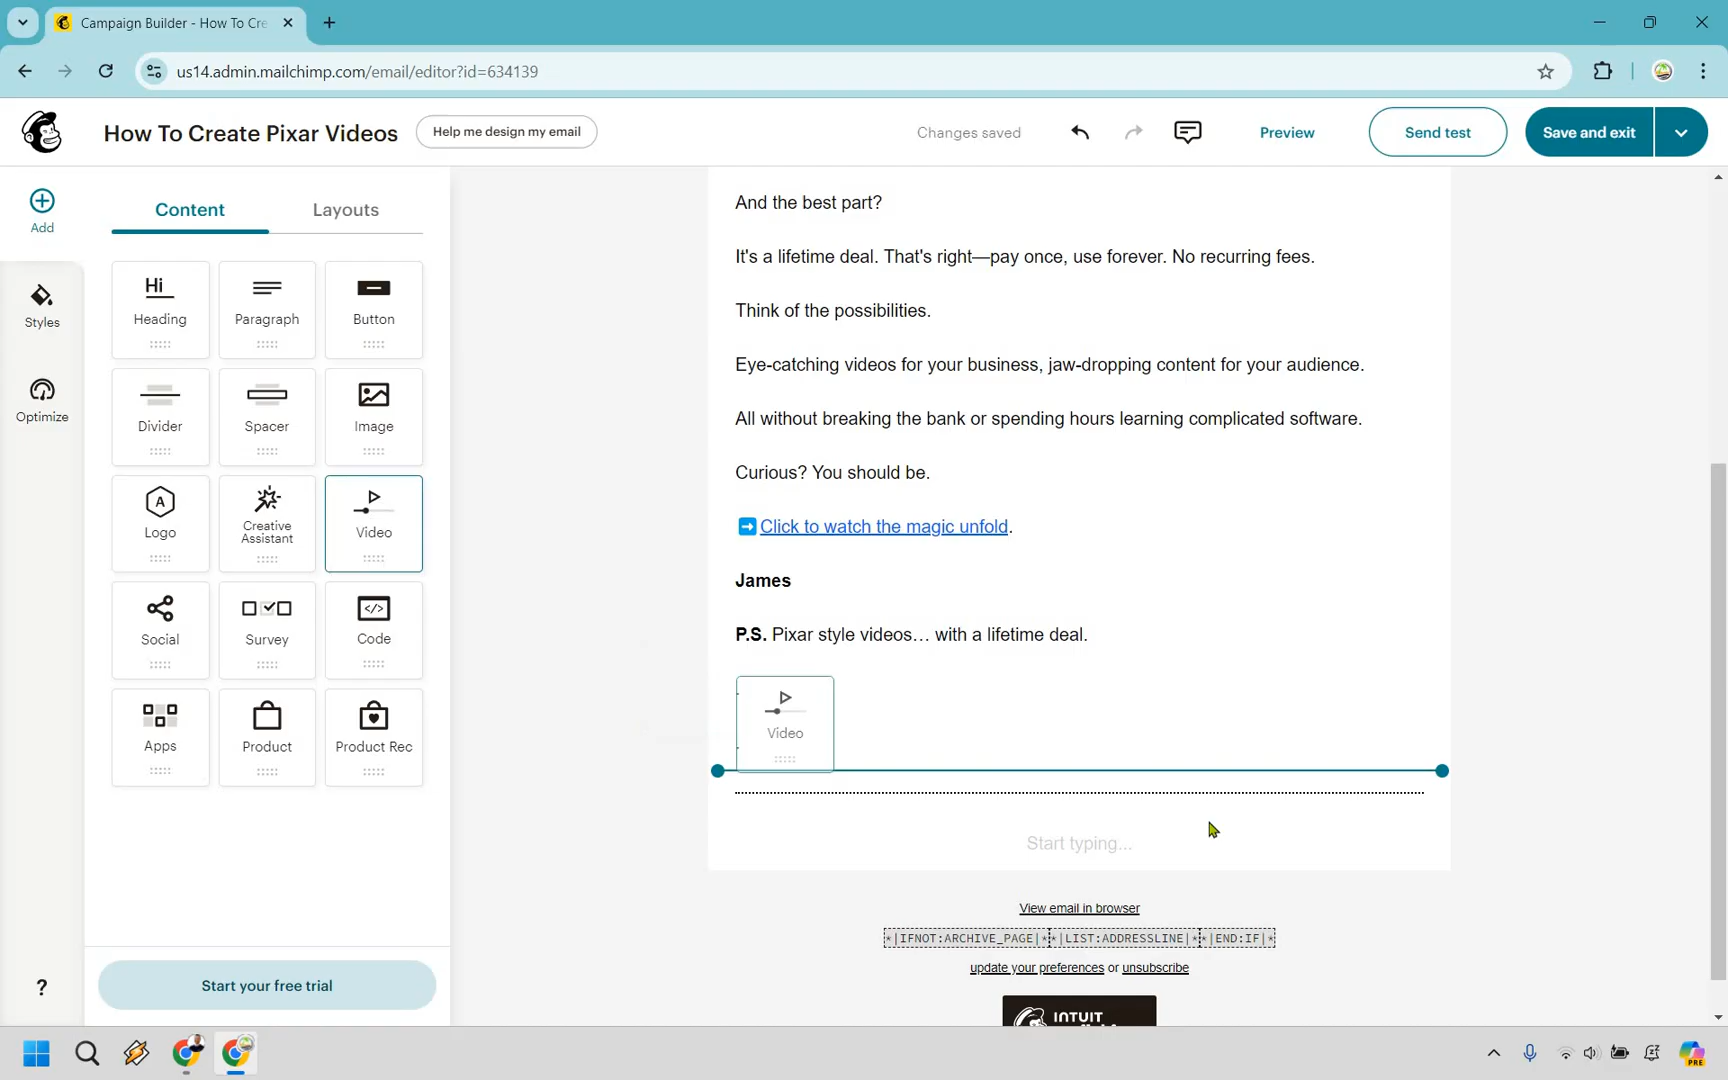 Campaign Builder - How To Cre
us14.admin.mailchimp.com/email/editor?id=634139
How To Create Pixar Videos
Help me design my email
Changes saved
Preview
Send test
Save and exit
Add
Styles
Optimize
Content
Layouts
Hi
Heading
Paragraph
Button
Divider
Spacer
Image
A
Logo
Creative
Assistant
Video
Social
Survey
</>
Code
Apps
Product
Product Rec
Start your free trial
?
And the best part?
It's a lifetime deal. That's right—pay once, use forever. No recurring fees.
Think of the possibilities.
Eye-catching videos for your business, jaw-dropping content for your audience.
All without breaking the bank or spending hours learning complicated software.
Curious? You should be.
➡️Click to watch the magic unfold.
James
P.S. Pixar style videos… with a lifetime deal.
Video
Start typing...
View email in browser
*|IFNOT:ARCHIVE_PAGE|**|LIST:ADDRESSLINE|**|END:IF|*
update your preferences or unsubscribe
INTUIT
PRE